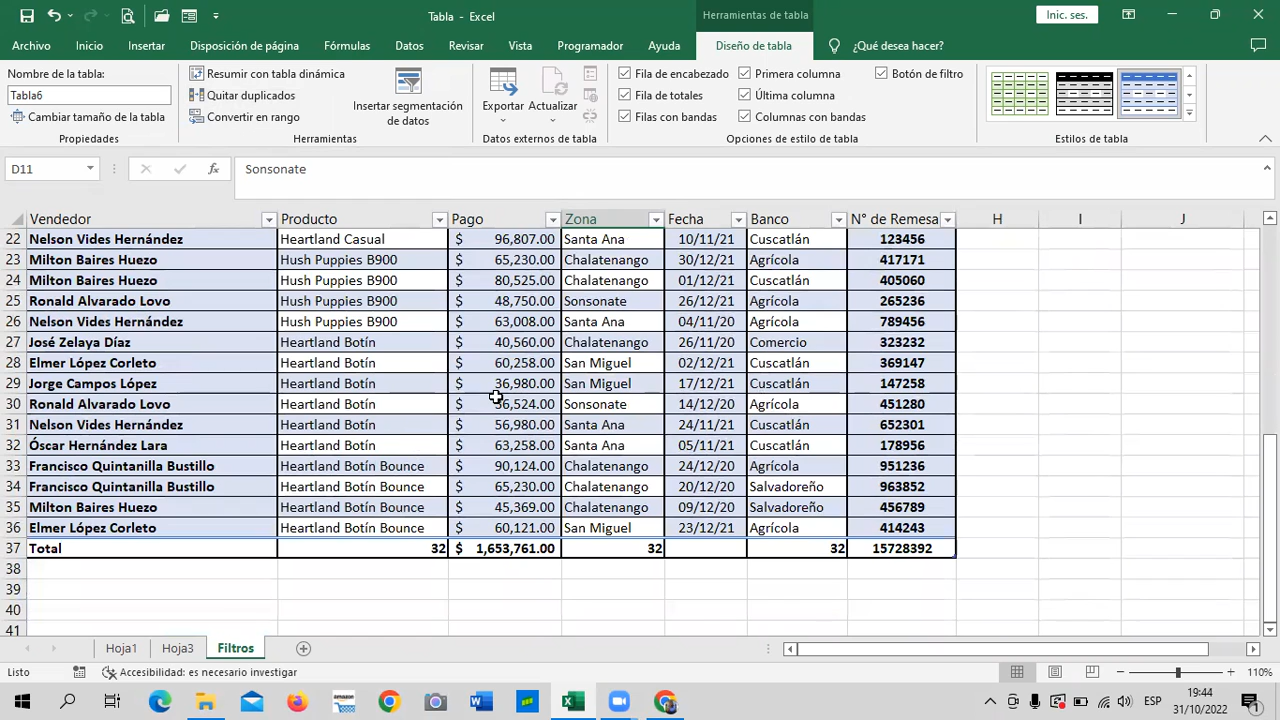 Tabla - Excel
Herramientas de tabla
Inic. ses.
Archivo Inicio Insertar Disposición de página Fórmulas Datos Revisar Vista Programador Ayuda Diseño de tabla ¿Qué desea hacer?
Nombre de la tabla:
Tabla6
Cambiar tamaño de la tabla
Propiedades
Resumir con tabla dinámica
Quitar duplicados
Convertir en rango
Insertar segmentación de datos
Herramientas
Exportar Actualizar
Datos externos de tabla
Fila de encabezado Primera columna Botón de filtro
Fila de totales Última columna
Filas con bandas Columnas con bandas
Opciones de estilo de tabla
Estilos de tabla
D11 fx Sonsonate
Vendedor Producto Pago Zona Fecha Banco N° de Remesa H I J
22 Nelson Vides Hernández Heartland Casual $ 96,807.00 Santa Ana 10/11/21 Cuscatlán 123456
23 Milton Baires Huezo Hush Puppies B900 $ 65,230.00 Chalatenango 30/12/21 Agrícola 417171
24 Milton Baires Huezo Hush Puppies B900 $ 80,525.00 Chalatenango 01/12/21 Cuscatlán 405060
25 Ronald Alvarado Lovo Hush Puppies B900 $ 48,750.00 Sonsonate 26/12/21 Agrícola 265236
26 Nelson Vides Hernández Hush Puppies B900 $ 63,008.00 Santa Ana 04/11/20 Agrícola 789456
27 José Zelaya Díaz Heartland Botín $ 40,560.00 Chalatenango 26/11/20 Comercio 323232
28 Elmer López Corleto Heartland Botín $ 60,258.00 San Miguel 02/12/21 Cuscatlán 369147
29 Jorge Campos López Heartland Botín $ 36,980.00 San Miguel 17/12/21 Cuscatlán 147258
30 Ronald Alvarado Lovo Heartland Botín $ 56,524.00 Sonsonate 14/12/20 Agrícola 451280
31 Nelson Vides Hernández Heartland Botín $ 56,980.00 Santa Ana 24/11/21 Cuscatlán 652301
32 Óscar Hernández Lara Heartland Botín $ 63,258.00 Santa Ana 05/11/21 Cuscatlán 178956
33 Francisco Quintanilla Bustillo Heartland Botín Bounce $ 90,124.00 Chalatenango 24/12/20 Agrícola 951236
34 Francisco Quintanilla Bustillo Heartland Botín Bounce $ 65,230.00 Chalatenango 20/12/20 Salvadoreño 963852
35 Milton Baires Huezo Heartland Botín Bounce $ 45,369.00 Chalatenango 09/12/20 Salvadoreño 456789
36 Elmer López Corleto Heartland Botín Bounce $ 60,121.00 San Miguel 23/12/21 Agrícola 414243
37 Total 32 $ 1,653,761.00 32 32 15728392
38
39
40
41
Hoja1 Hoja3 Filtros
Listo Accesibilidad: es necesario investigar 110%
ESP 19:44
31/10/2022